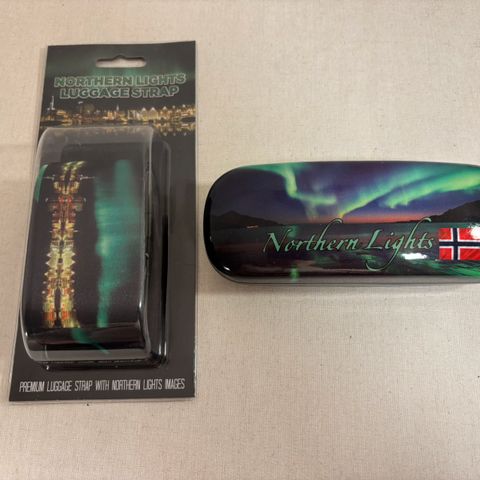 NORTHERN LIGHTS
LUGGAGE STRAP
PREMIUM LUGGAGE STRAP WITH NORTHERN LIGHTS IMAGES
Northern Lights